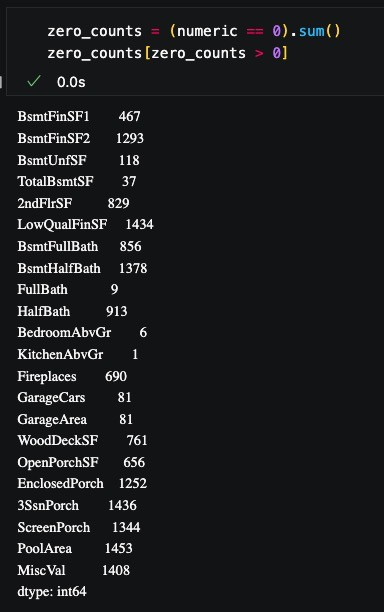 zero_counts = (numeric == 0).sum()
zero_counts[zero_counts > 0]
✓ 0.0s
BsmtFinSF1 467
BsmtFinSF2 1293
BsmtUnfSF 118
TotalBsmtSF 37
2ndFlrSF 829
LowQualFinSF 1434
BsmtFullBath 856
BsmtHalfBath 1378
FullBath 9
HalfBath 913
BedroomAbvGr 6
KitchenAbvGr 1
Fireplaces 690
GarageCars 81
GarageArea 81
WoodDeckSF 761
OpenPorchSF 656
EnclosedPorch 1252
3SsnPorch 1436
ScreenPorch 1344
PoolArea 1453
MiscVal 1408
dtype: int64